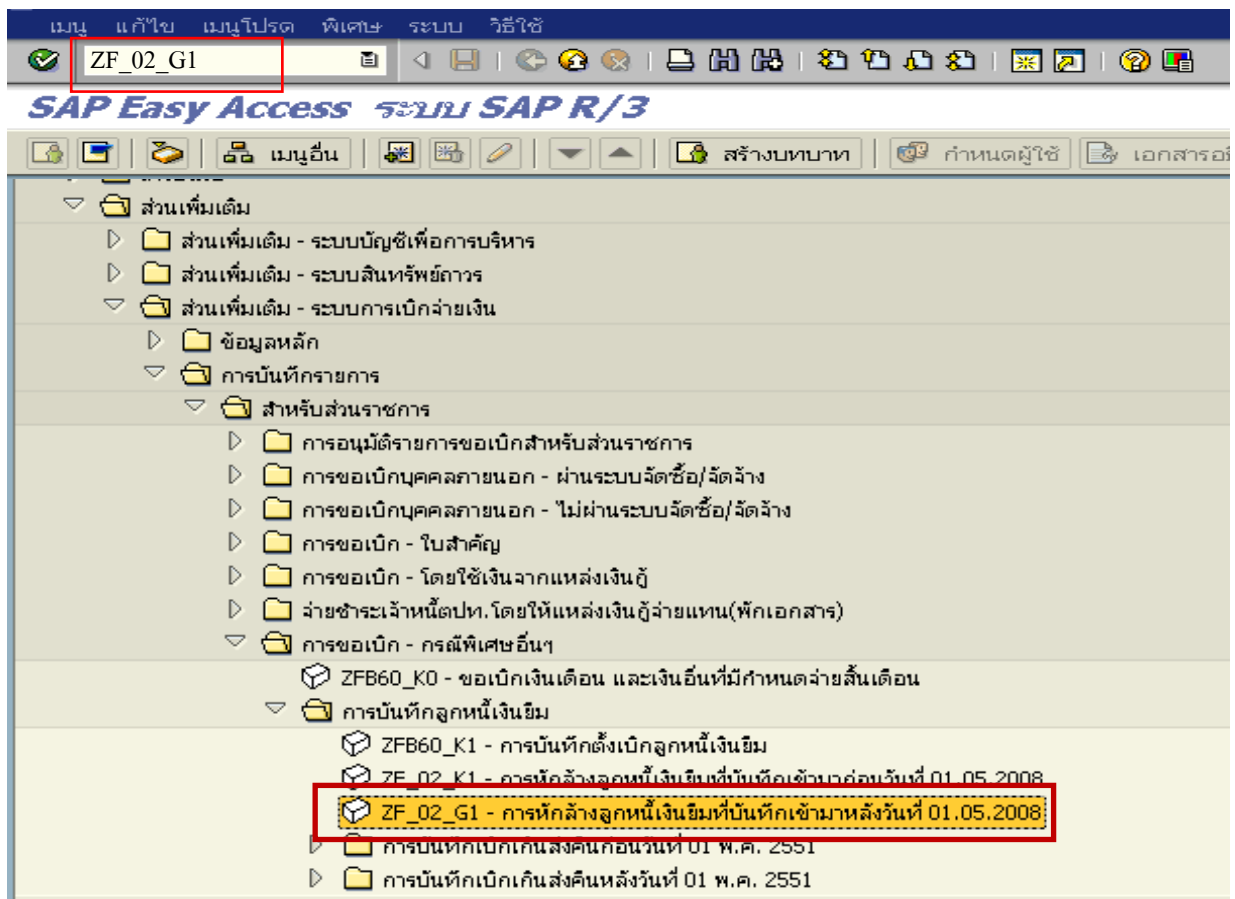 เมนู แก้ไข เมนูโปรด พิเศษ ระบบ วิธีใช้
ZF_02_G1
SAP Easy Access ระบบ SAP R/3
เมนูอื่น สร้างบทบาท กำหนดผู้ใช้
ส่วนเพิ่มเติม
ส่วนเพิ่มเติม - ระบบบัญชีเพื่อการบริหาร
ส่วนเพิ่มเติม - ระบบสินทรัพย์ถาวร
ส่วนเพิ่มเติม - ระบบการเบิกจ่ายเงิน
ข้อมูลหลัก
การบันทึกรายการ
สำหรับส่วนราชการ
การอนุมัติรายการขอเบิกสำหรับส่วนราชการ
การขอเบิกบุคคลภายนอก - ผ่านระบบจัดซื้อ/จัดจ้าง
การขอเบิกบุคคลภายนอก - ไม่ผ่านระบบจัดซื้อ/จัดจ้าง
การขอเบิก - ใบสำคัญ
การขอเบิก - โดยใช้เงินจากแหล่งเงินกู้
จ่ายชำระเจ้าหนี้ตปท.โดยให้แหล่งเงินกู้จ่ายแทน(พักเอกสาร)
การขอเบิก - กรณีพิเศษอื่นๆ
ZFB60_K0 - ขอเบิกเงินเดือน และเงินอื่นที่มีกำหนดจ่ายสิ้นเดือน
การบันทึกลูกหนี้เงินยืม
ZFB60_K1 - การบันทึกตั้งเบิกลูกหนี้เงินยืม
ZF_02_K1 - การหักล้างลูกหนี้เงินยืมที่บันทึกเข้ามาก่อนวันที่ 01.05.2008
ZF_02_G1 - การหักล้างลูกหนี้เงินยืมที่บันทึกเข้ามาหลังวันที่ 01.05.2008
การบันทึกเบิกเกินส่งคืนก่อนวันที่ 01 พ.ค. 2551
การบันทึกเบิกเกินส่งคืนหลังวันที่ 01 พ.ค. 2551